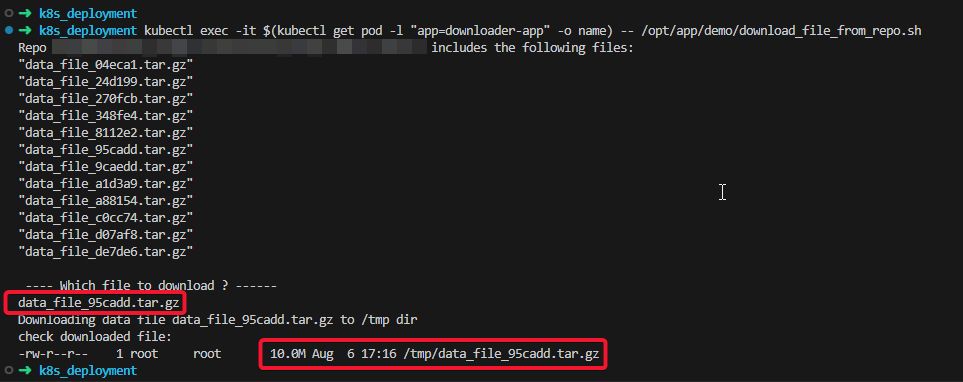 ➜ k8s_deployment
➜ k8s_deployment kubectl exec -it $(kubectl get pod -l "app=downloader-app" -o name) -- /opt/app/demo/download_file_from_repo.sh
Repo includes the following files:
"data_file_04eca1.tar.gz"
"data_file_24d199.tar.gz"
"data_file_270fcb.tar.gz"
"data_file_348fe4.tar.gz"
"data_file_8112e2.tar.gz"
"data_file_95cadd.tar.gz"
"data_file_9caedd.tar.gz"
"data_file_a1d3a9.tar.gz"
"data_file_a88154.tar.gz"
"data_file_c0cc74.tar.gz"
"data_file_d07af8.tar.gz"
"data_file_de7de6.tar.gz"
---- Which file to download ? ------
data_file_95cadd.tar.gz
Downloading data file data_file_95cadd.tar.gz to /tmp dir
check downloaded file:
-rw-r--r-- 1 root root 10.0M Aug 6 17:16 /tmp/data_file_95cadd.tar.gz
➜ k8s_deployment